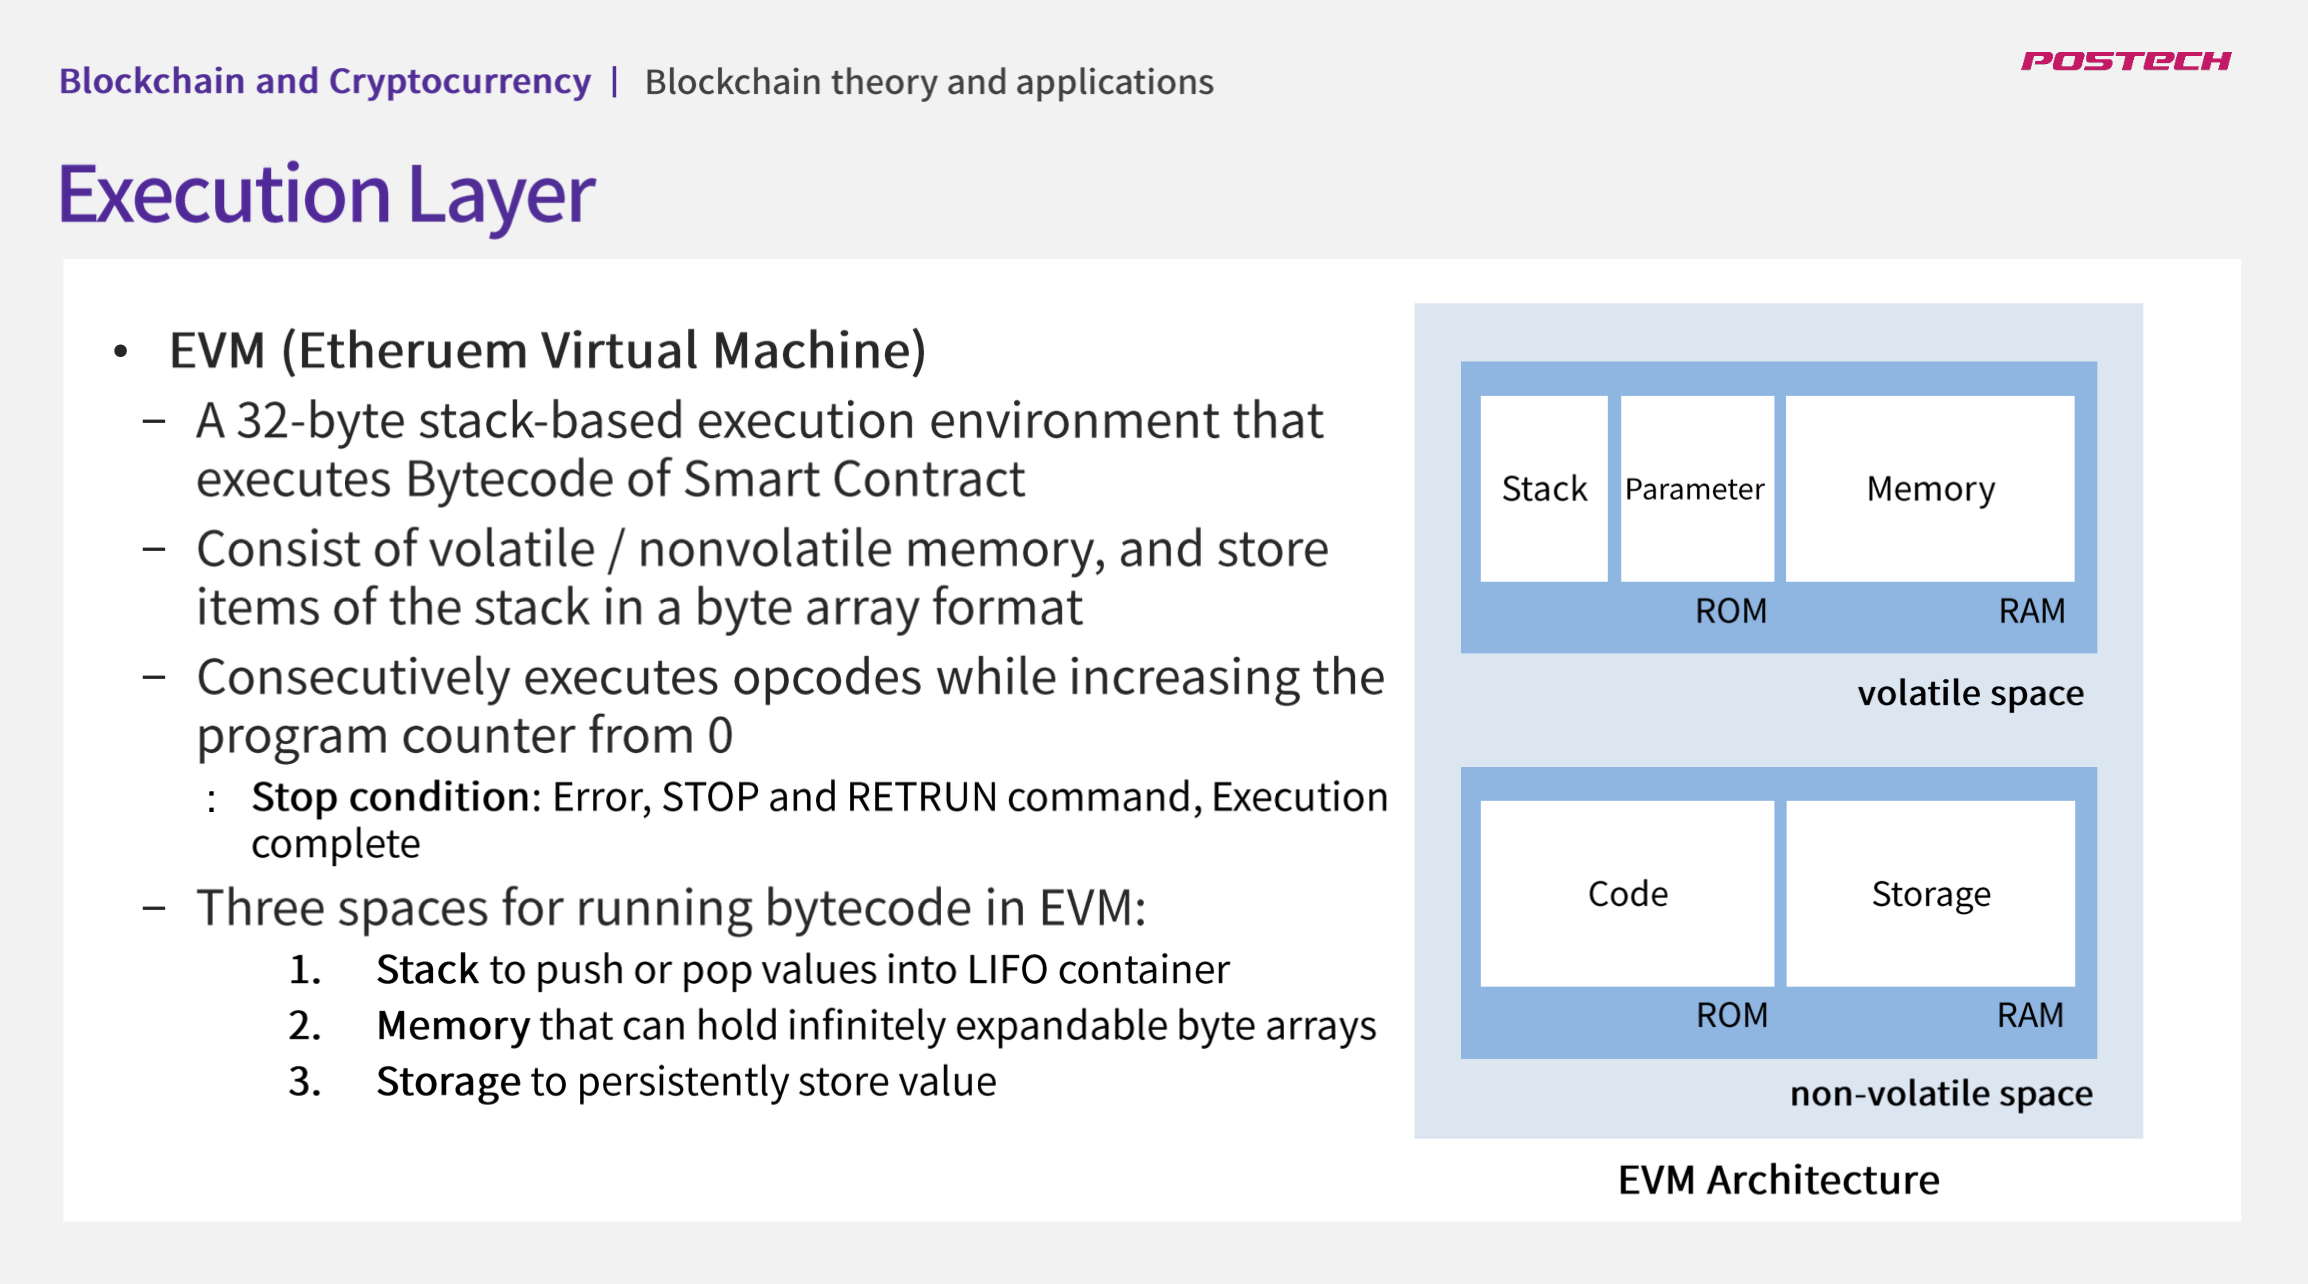 Blockchain and Cryptocurrency | Blockchain theory and applications
POSTECH
Execution Layer
• EVM (Etheruem Virtual Machine)
– A 32-byte stack-based execution environment that
executes Bytecode of Smart Contract
– Consist of volatile / nonvolatile memory, and store
items of the stack in a byte array format
– Consecutively executes opcodes while increasing the
program counter from 0
: Stop condition: Error, STOP and RETRUN command, Execution
complete
– Three spaces for running bytecode in EVM:
1. Stack to push or pop values into LIFO container
2. Memory that can hold infinitely expandable byte arrays
3. Storage to persistently store value
Stack Parameter Memory
ROM RAM
volatile space
Code Storage
ROM RAM
non-volatile space
EVM Architecture